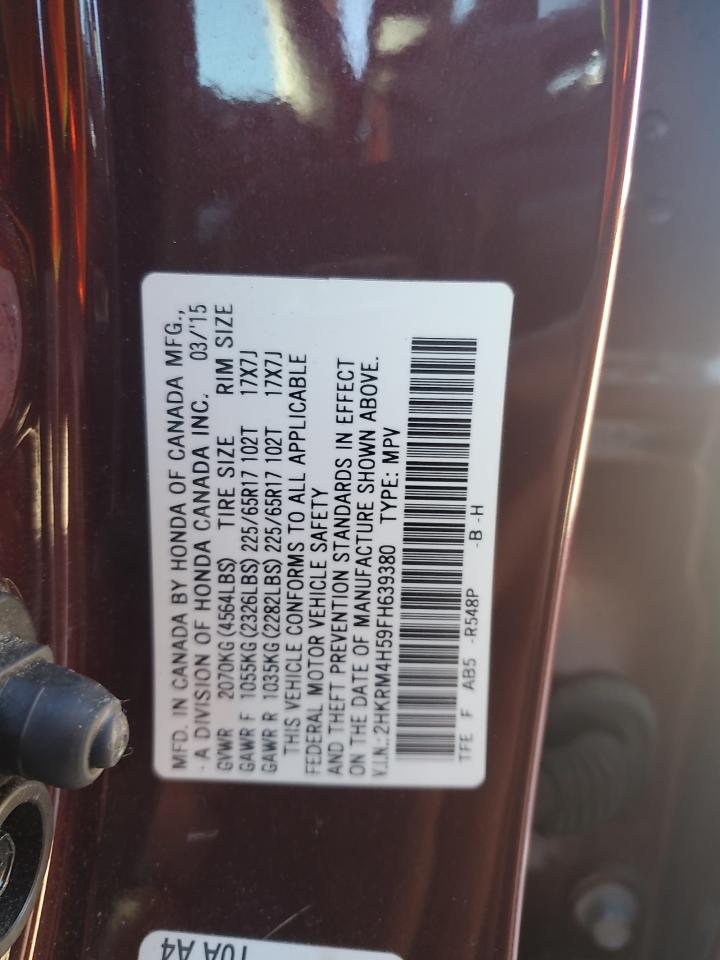 MFD. IN CANADA BY HONDA OF CANADA MFG.,
- A DIVISION OF HONDA CANADA INC. 03/'15
GVWR 2070KG(4564LBS) TIRE SIZE RIM SIZE
GAWR F 1055KG(2326LBS) 225/65R17 102T 17X7J
GAWR R 1035KG(2282LBS) 225/65R17 102T 17X7J
THIS VEHICLE CONFORMS TO ALL APPLICABLE
FEDERAL MOTOR VEHICLE SAFETY
AND THEFT PREVENTION STANDARDS IN EFFECT
ON THE DATE OF MANUFACTURE SHOWN ABOVE.
V.I.N.: 2HKRM4H59FH639380 TYPE: MPV
TFE F AB5 -R548P -B -H